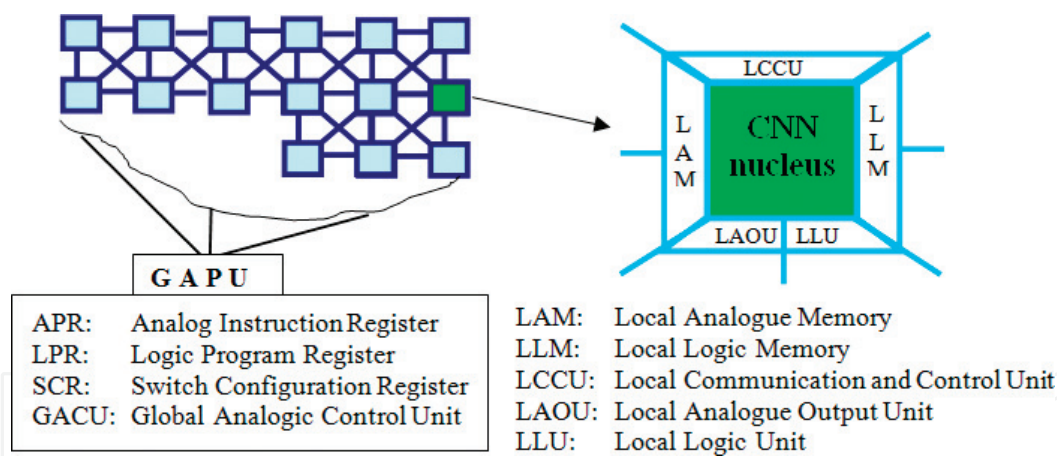 LCCU
LAM
CNN
nucleus
LLM
LAOU LLU
G A P U
APR: Analog Instruction Register
LPR: Logic Program Register
SCR: Switch Configuration Register
GACU: Global Analogic Control Unit
LAM: Local Analogue Memory
LLM: Local Logic Memory
LCCU: Local Communication and Control Unit
LAOU: Local Analogue Output Unit
LLU: Local Logic Unit